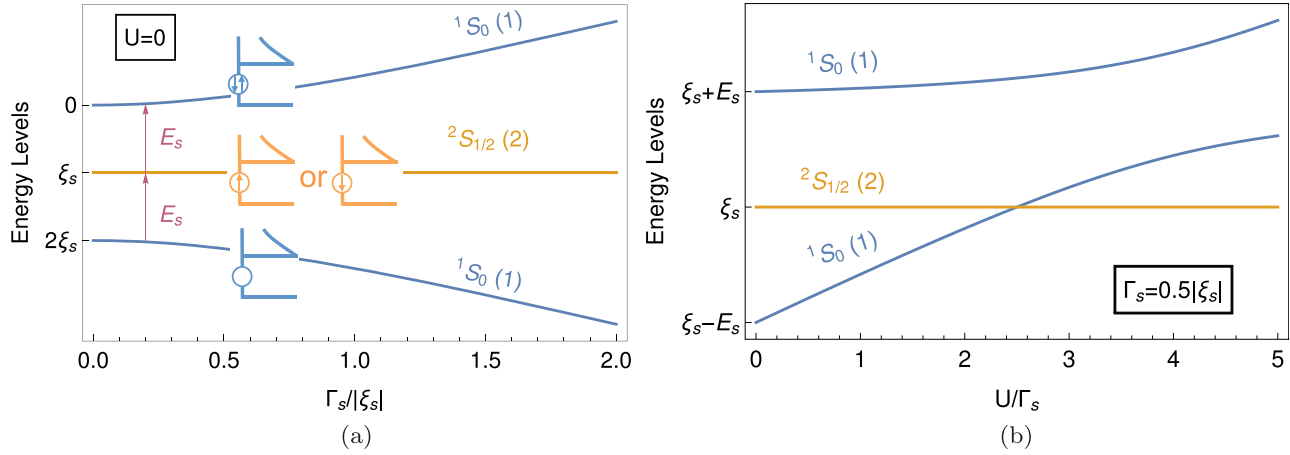 U=0
¹S₀ (1)
0
Eₛ
²S₁/₂ (2)
ξₛ
or
Eₛ
2ξₛ
¹S₀ (1)
Energy Levels
0.0 0.5 1.0 1.5 2.0
Γₛ/|ξₛ|
(a)
¹S₀ (1)
ξₛ+Eₛ
²S₁/₂ (2)
ξₛ
¹S₀ (1)
Γₛ=0.5|ξₛ|
ξₛ-Eₛ
Energy Levels
0 1 2 3 4 5
U/Γₛ
(b)